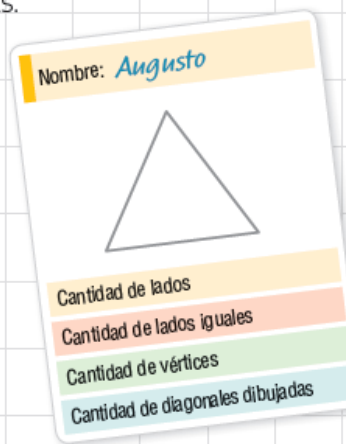 s.
Nombre: Augusto
Cantidad de lados
Cantidad de lados iguales
Cantidad de vértices
Cantidad de diagonales dibujadas